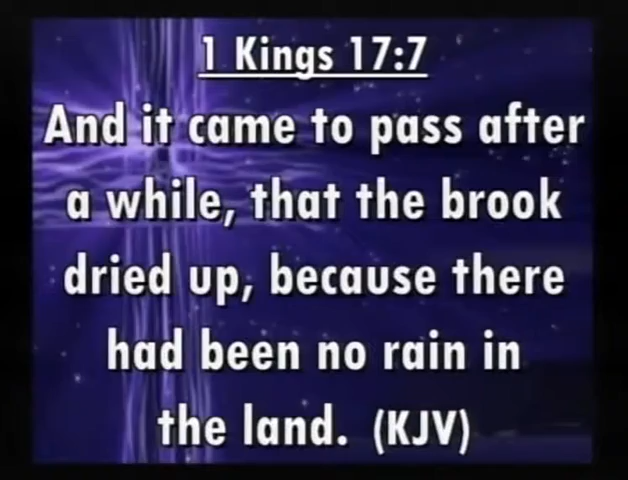 1 Kings 17:7
And it came to pass after
a while, that the brook
dried up, because there
had been no rain in
the land. (KJV)